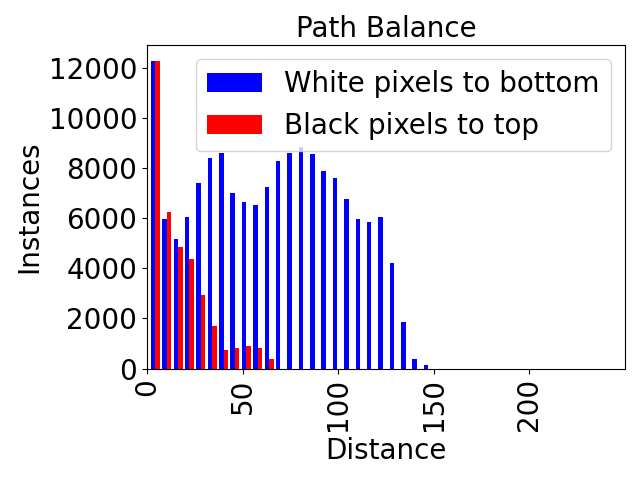 Path Balance
White pixels to bottom
Black pixels to top
Instances
12000
10000
8000
6000
4000
2000
0
0
50
100
150
200
Distance